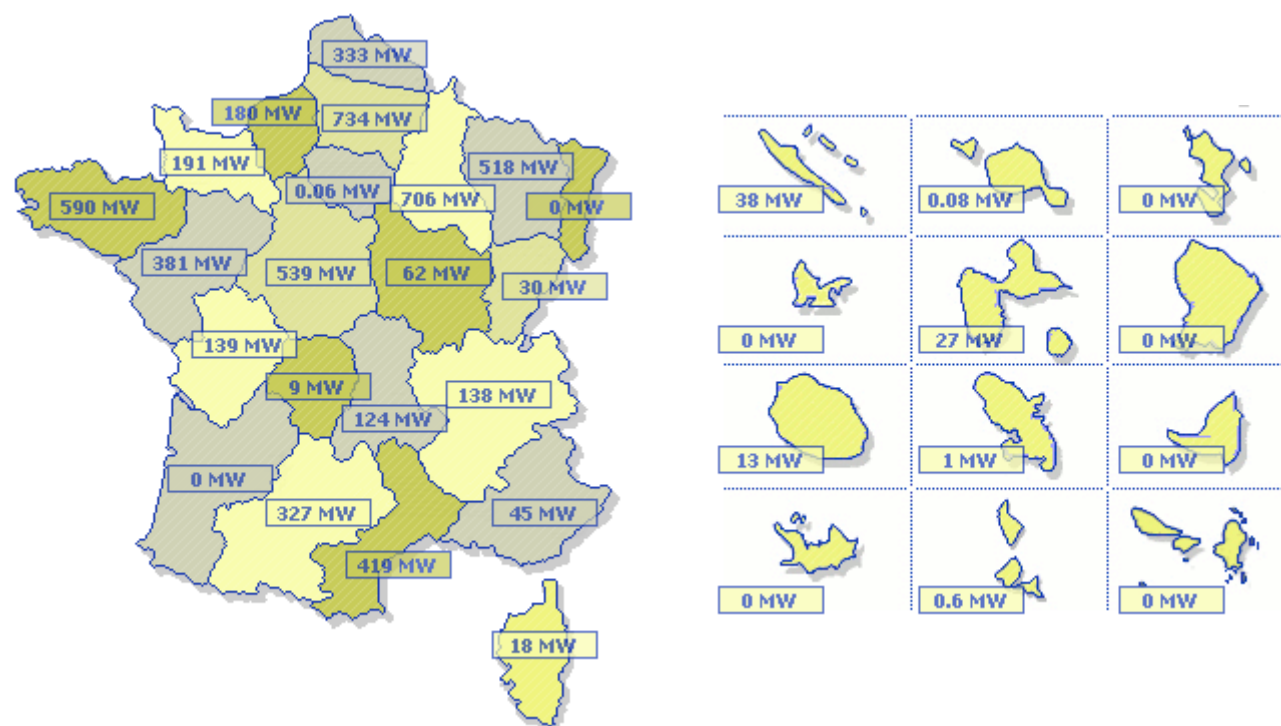 333 MW
180 MW
734 MW
191 MW
518 MW
0.06 MW
706 MW
590 MW
0 MW
381 MW
539 MW
62 MW
30 MW
139 MW
9 MW
138 MW
124 MW
0 MW
327 MW
45 MW
419 MW
18 MW
38 MW
0.08 MW
0 MW
0 MW
27 MW
0 MW
13 MW
1 MW
0 MW
0 MW
0.6 MW
0 MW